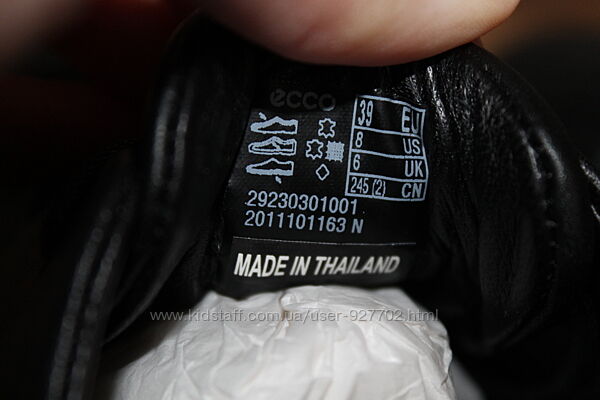 ecco
39 EU
8 US
6 UK
245 (2) CN
29230301001
2011101163 N
MADE IN THAILAND
www.kidstaff.com.ua/user-927702.html